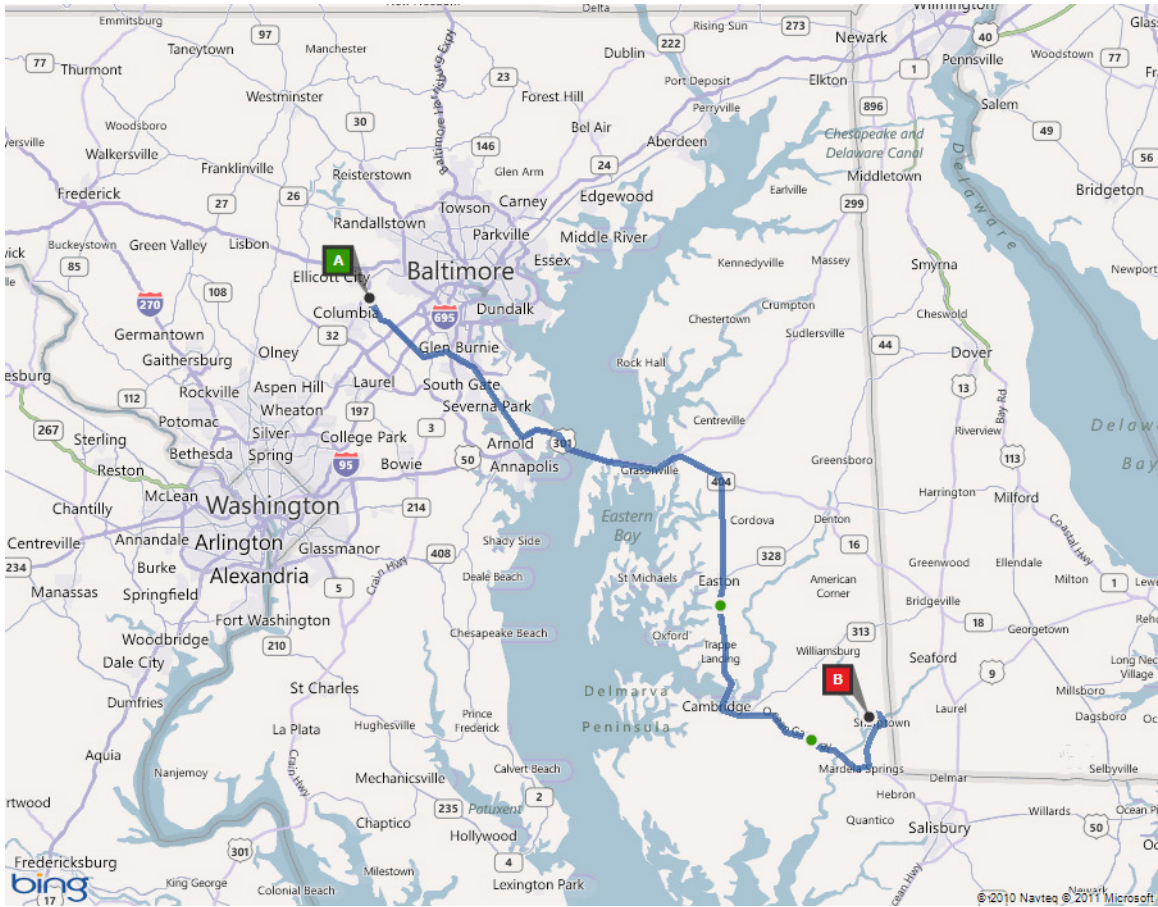 Emmitsburg
97
Delta
Rising Sun
273
Wilmington
Taneytown
Manchester
222
Newark
40
77
Thurmont
Dublin
1
Pennsville
Woodstown
77
Westminster
23
Port Deposit
Elkton
Forest Hill
Perryville
896
Salem
Woodsboro
30
Bel Air
Aberdeen
Chesapeake and
Delaware Canal
49
Walkersville
146
Franklinville
Reisterstown
Glen Arm
24
Middletown
56
Frederick
27
26
Towson
Carney
Edgewood
Earlville
299
Delaware
Bridgeton
Randallstown
Parkville
Middle River
Buckeystown
Green Valley
Lisbon
A
Essex
Kennedyville
Massey
Smyrna
85
Ellicott City
Baltimore
108
270
Columbia
695
Dundalk
Crumpton
Cheswold
Germantown
32
Glen Burnie
Chestertown
Sudlersville
44
Gaithersburg
Olney
Rock Hall
Dover
Rockville
Aspen Hill
Laurel
South Gate
13
Bay Rd
112
Potomac
Wheaton
197
Severna Park
Centreville
267
Sterling
Silver
Spring
College Park
3
Arnold
301
Riverview
Reston
Bethesda
95
Bowie
50
Annapolis
Grasonville
Greensboro
113
McLean
404
Chantilly
Washington
214
Eastern
Bay
Cordova
Denton
Harrington
Milford
Centreville
Annandale
Arlington
Glassmanor
408
Shady Side
328
16
Coastal Hwy
234
Burke
Alexandria
Crain Hwy
Deale Beach
St Michaels
Easton
American
Corner
Greenwood
Ellendale
Milton
1
Manassas
Springfield
5
Bridgeville
Fort Washington
Chesapeake Beach
Oxford
Trappe
Landing
313
18
Georgetown
Woodbridge
210
Williamsburg
Seaford
Dale City
B
9
Long Neck
Village
Dumfries
St Charles
Delmarva
Peninsula
Cambridge
Sharptown
Laurel
Millsboro
Dagsboro
La Plata
Hughesville
Prince
Frederick
Aquia
Nanjemoy
Crain Hwy
Mechanicsville
Calvert Beach
Mardela Springs
Delmar
Selbyville
235
Patuxent
2
Hebron
Chaptico
Hollywood
Quantico
Salisbury
Willards
50
Fredericksburg
301
Milestown
4
bing
17
King George
Colonial Beach
Lexington Park
Newark
©2010 Navteq © 2011 Microsoft